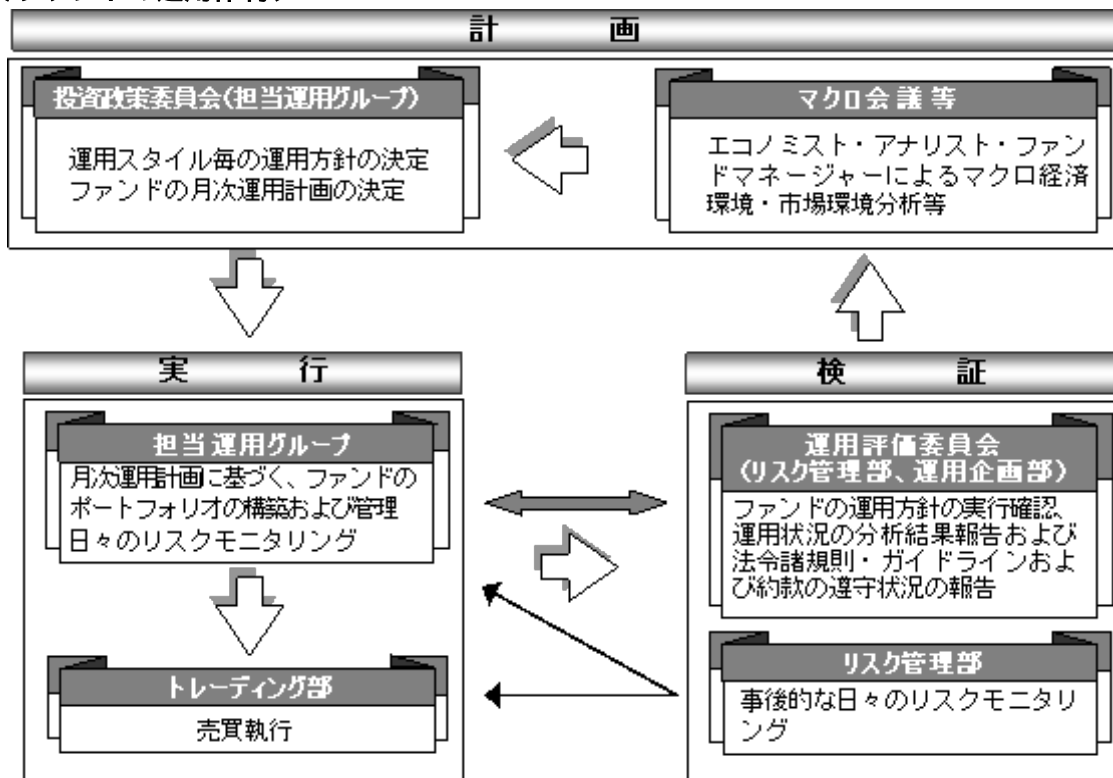 計 画
投資政策委員会(担当運用グループ)
運用スタイル毎の運用方針の決定
ファンドの月次運用計画の決定
マクロ会議等
エコノミスト・アナリスト・ファン
ドマネージャーによるマクロ経済
環境・市場環境分析等
実 行
担当運用グループ
月次運用計画に基づく、ファンドの
ポートフォリオの構築および管理
日々のリスクモニタリング
トレーディング部
売買執行
検 証
運用評価委員会
(リスク管理部、運用企画部)
ファンドの運用方針の実行確認、
運用状況の分析結果報告および
法令諸規則・ガイドラインおよ
び約款の遵守状況の報告
リスク管理部
事後的な日々のリスクモニタリ
ング